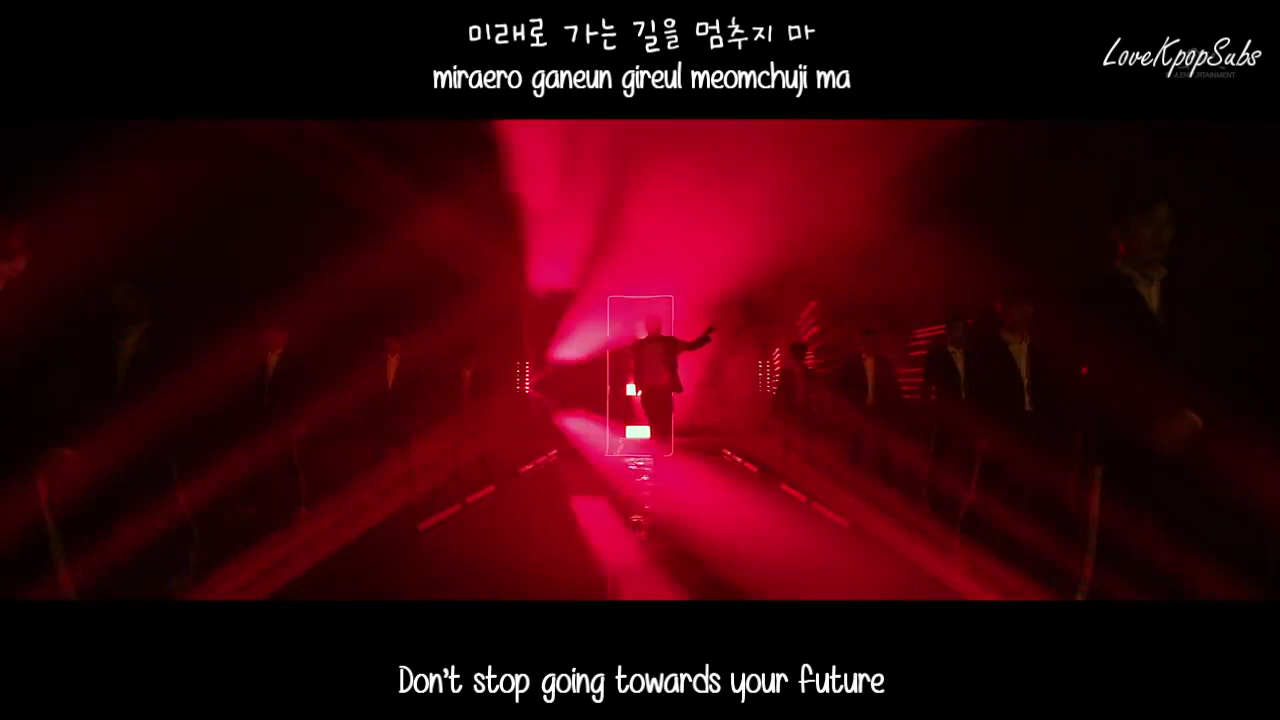 미래로 가는 길을 멈추지 마
miraero ganeun gireul meomchuji ma
LoveKpopSubs
Don't stop going towards your future